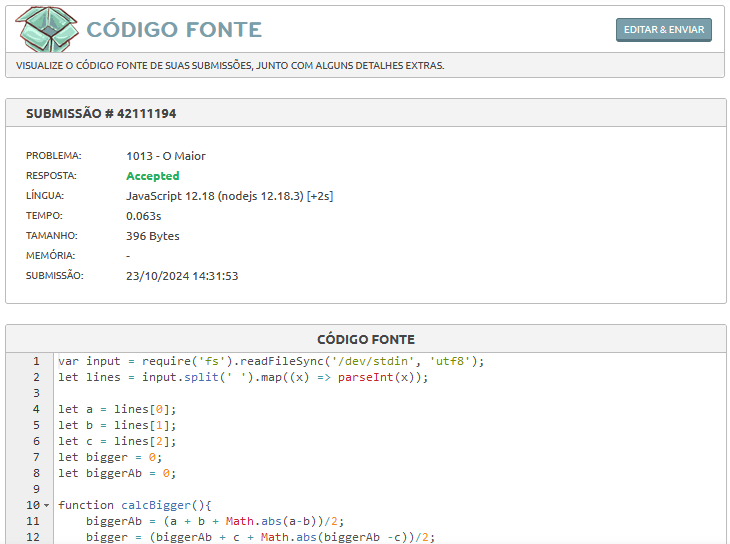 CÓDIGO FONTE
EDITAR & ENVIAR
VISUALIZE O CÓDIGO FONTE DE SUAS SUBMISSÕES, JUNTO COM ALGUNS DETALHES EXTRAS.
SUBMISSÃO # 42111194
PROBLEMA: 1013 - O Maior
RESPOSTA: Accepted
LÍNGUA: JavaScript 12.18 (nodejs 12.18.3) [+2s]
TEMPO: 0.063s
TAMANHO: 396 Bytes
MEMÓRIA: -
SUBMISSÃO: 23/10/2024 14:31:53
CÓDIGO FONTE
1 var input = require('fs').readFileSync('/dev/stdin', 'utf8');
2 let lines = input.split(' ').map((x) => parseInt(x));
3
4 let a = lines[0];
5 let b = lines[1];
6 let c = lines[2];
7 let bigger = 0;
8 let biggerAb = 0;
9
10 function calcBigger(){
11 biggerAb = (a + b + Math.abs(a-b))/2;
12 bigger = (biggerAb + c + Math.abs(biggerAb -c))/2;